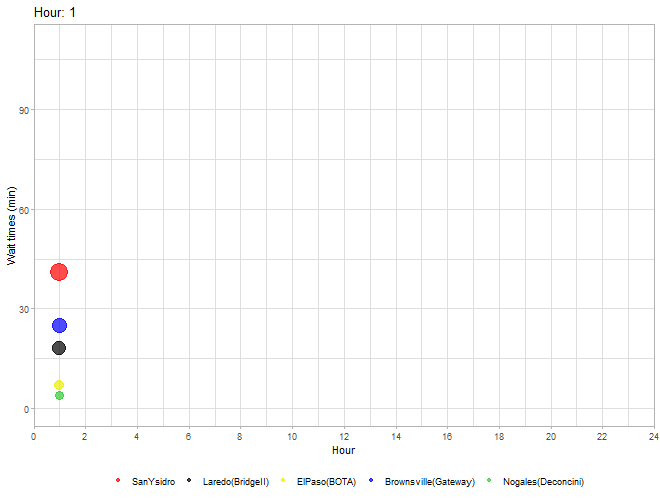 Hour: 1
90
60
30
0
Wait times (min)
0 2 4 6 8 10 12 14 16 18 20 22 24
Hour
SanYsidro Laredo(BridgeII) ElPaso(BOTA) Brownsville(Gateway) Nogales(Deconcini)